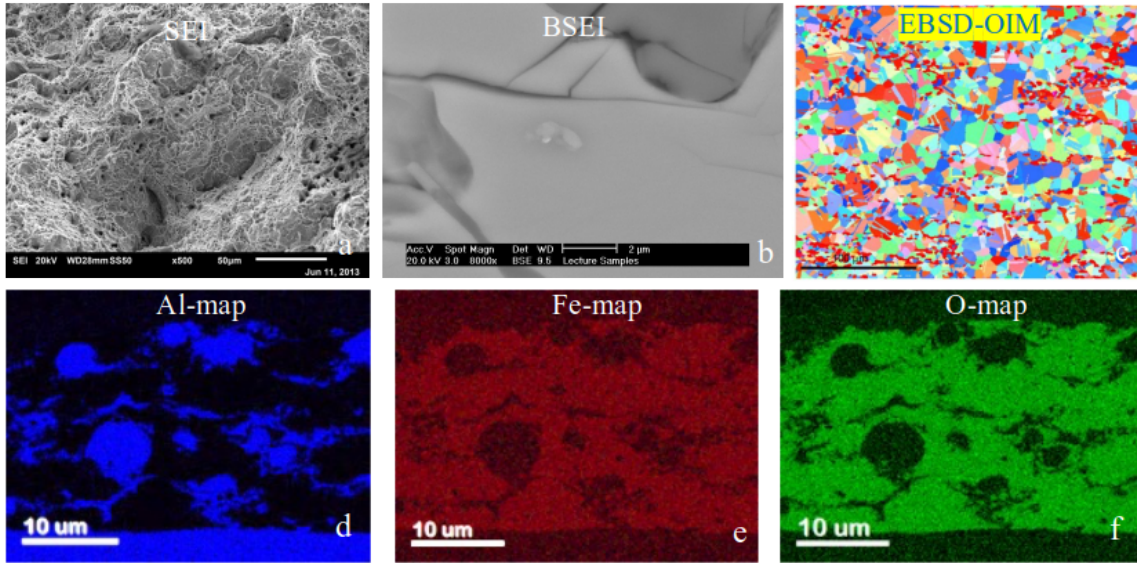 SEI
a
SEI 20kV WD28mm SS50 x500 50µm
Jun 11, 2013
BSEI
Acc.V Spot Magn Det WD 2 µm
20.0 kV 3.0 8000x BSE 9.5 Lecture Samples
b
EBSD-OIM
c
Al-map
10 um
d
Fe-map
10 um
e
O-map
10 um
f